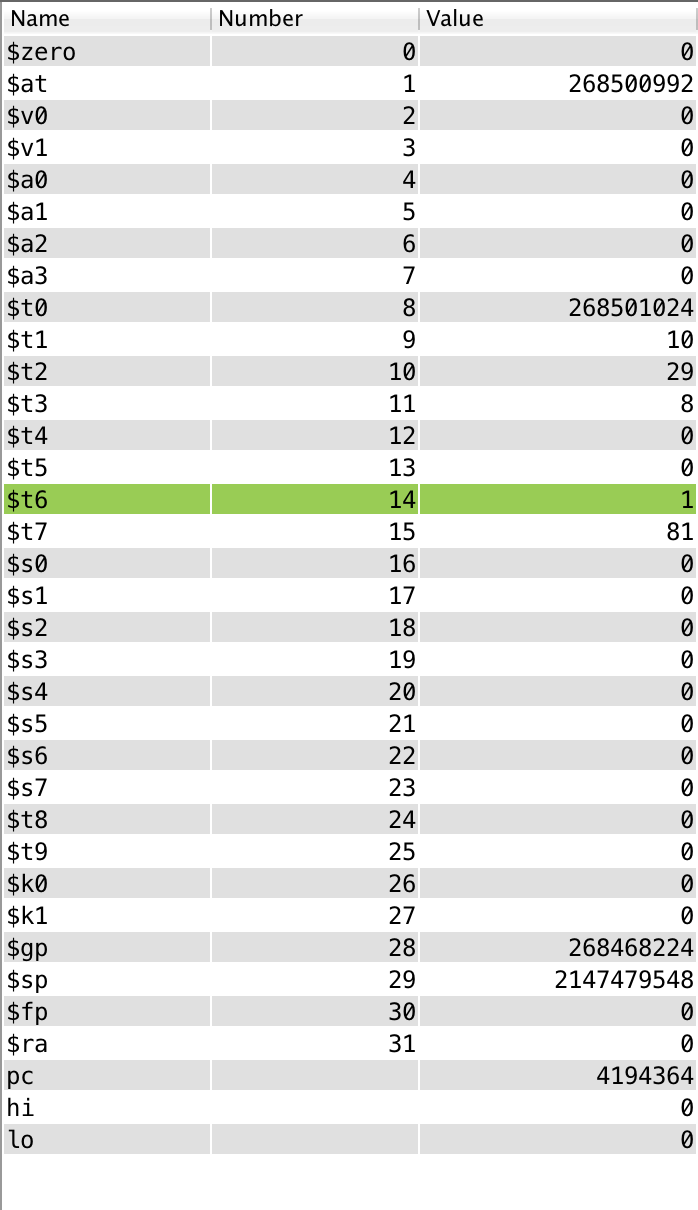 Name Number Value
$zero 0 0
$at 1 268500992
$v0 2 0
$v1 3 0
$a0 4 0
$a1 5 0
$a2 6 0
$a3 7 0
$t0 8 268501024
$t1 9 10
$t2 10 29
$t3 11 8
$t4 12 0
$t5 13 0
$t6 14 1
$t7 15 81
$s0 16 0
$s1 17 0
$s2 18 0
$s3 19 0
$s4 20 0
$s5 21 0
$s6 22 0
$s7 23 0
$t8 24 0
$t9 25 0
$k0 26 0
$k1 27 0
$gp 28 268468224
$sp 29 2147479548
$fp 30 0
$ra 31 0
pc 4194364
hi 0
lo 0